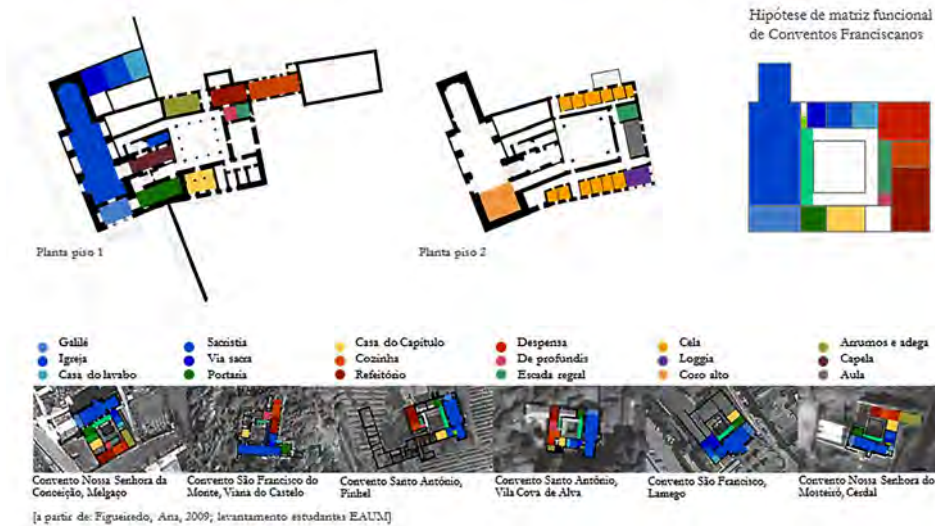 Hipótese de matriz funcional
de Conventos Franciscanos
Planta piso 1
Planta piso 2
Galilé
Igreja
Casa do lavabo
Sacristia
Via sacra
Portaria
Casa do Capítulo
Cozinha
Refeitório
Despensa
De profundis
Escada regral
Cela
Loggia
Coro alto
Arrumos e adega
Capela
Aula
Convento Nossa Senhora da
Conceição, Melgaço
Convento São Francisco do
Monte, Viana do Castelo
Convento Santo António,
Pinhel
Convento Santo António,
Vila Cova de Alva
Convento São Francisco,
Lamego
Convento Nossa Senhora do
Mosteiró, Cerdal
[a partir de: Figueiredo, Ana, 2009; levantamento estudantes EAUM]